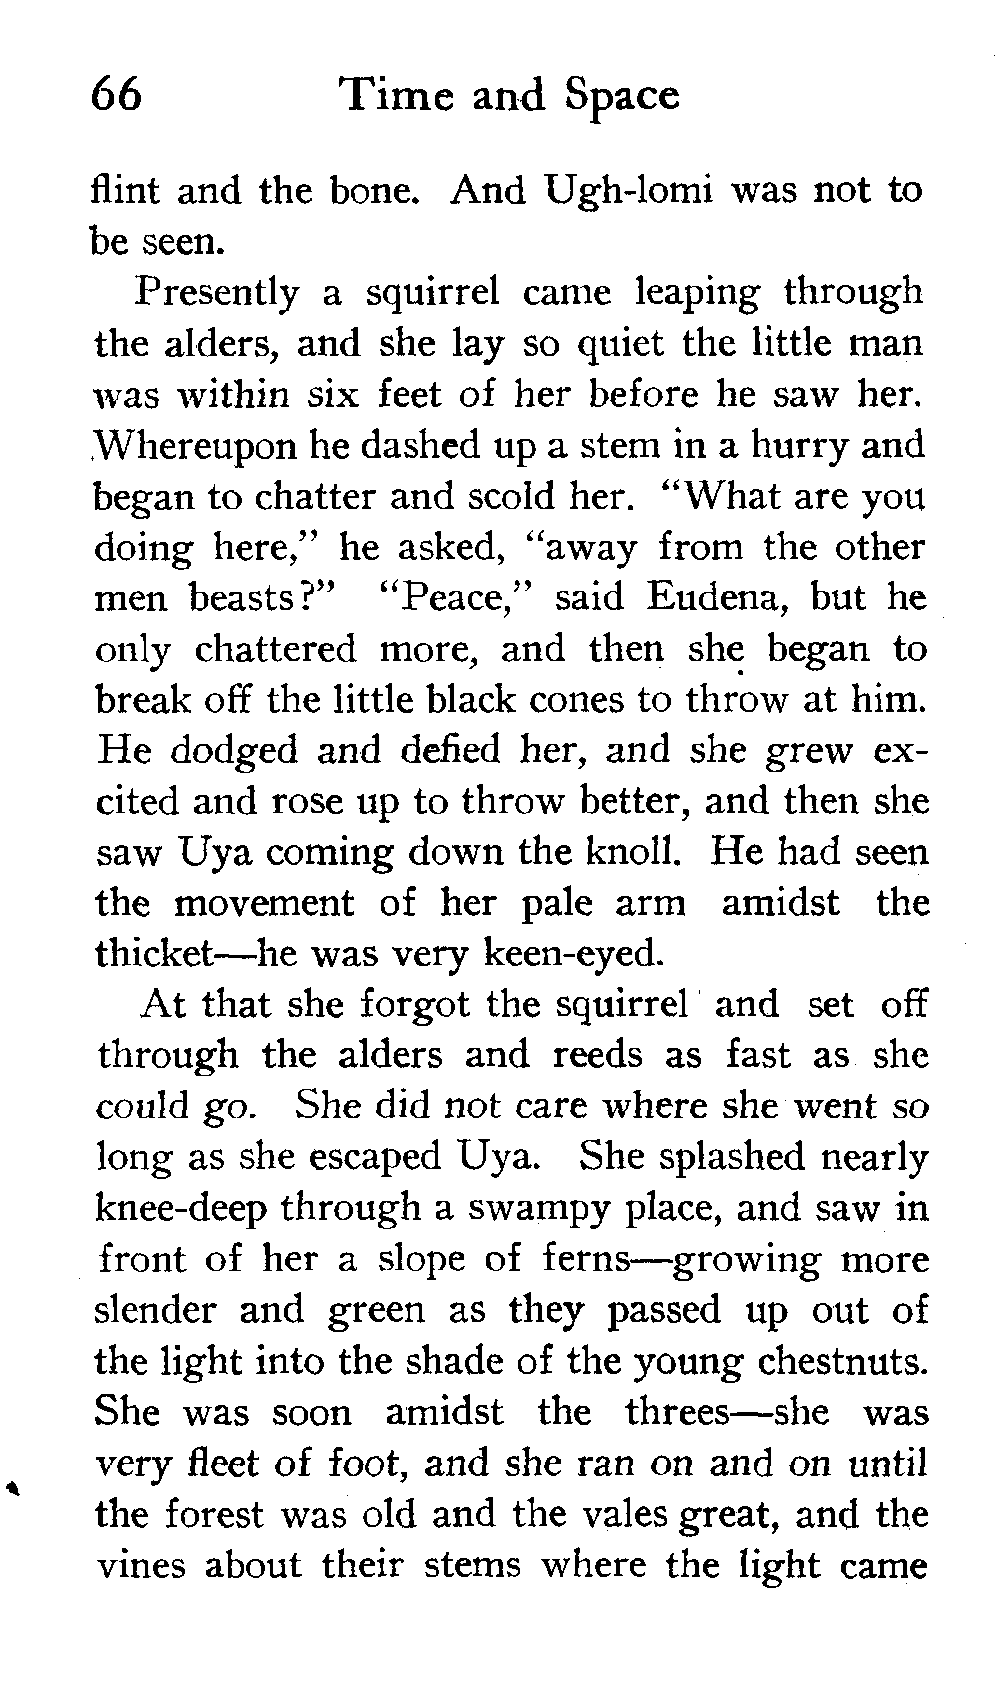 66 Time and Space
flint and the bone. And Ugh-lomi was not to
be seen.
Presently a squirrel came leaping through
the alders, and she lay so quiet the little man
was within six feet of her before he saw her.
Whereupon he dashed up a stem in a hurry and
began to chatter and scold her. "What are you
doing here," he asked, "away from the other
men beasts?" "Peace," said Eudena, but he
only chattered more, and then she began to
break off the little black cones to throw at him.
He dodged and defied her, and she grew ex-
cited and rose up to throw better, and then she
saw Uya coming down the knoll. He had seen
the movement of her pale arm amidst the
thicket—he was very keen-eyed.
At that she forgot the squirrel and set off
through the alders and reeds as fast as she
could go. She did not care where she went so
long as she escaped Uya. She splashed nearly
knee-deep through a swampy place, and saw in
front of her a slope of ferns—growing more
slender and green as they passed up out of
the light into the shade of the young chestnuts.
She was soon amidst the threes—she was
very fleet of foot, and she ran on and on until
the forest was old and the vales great, and the
vines about their stems where the light came